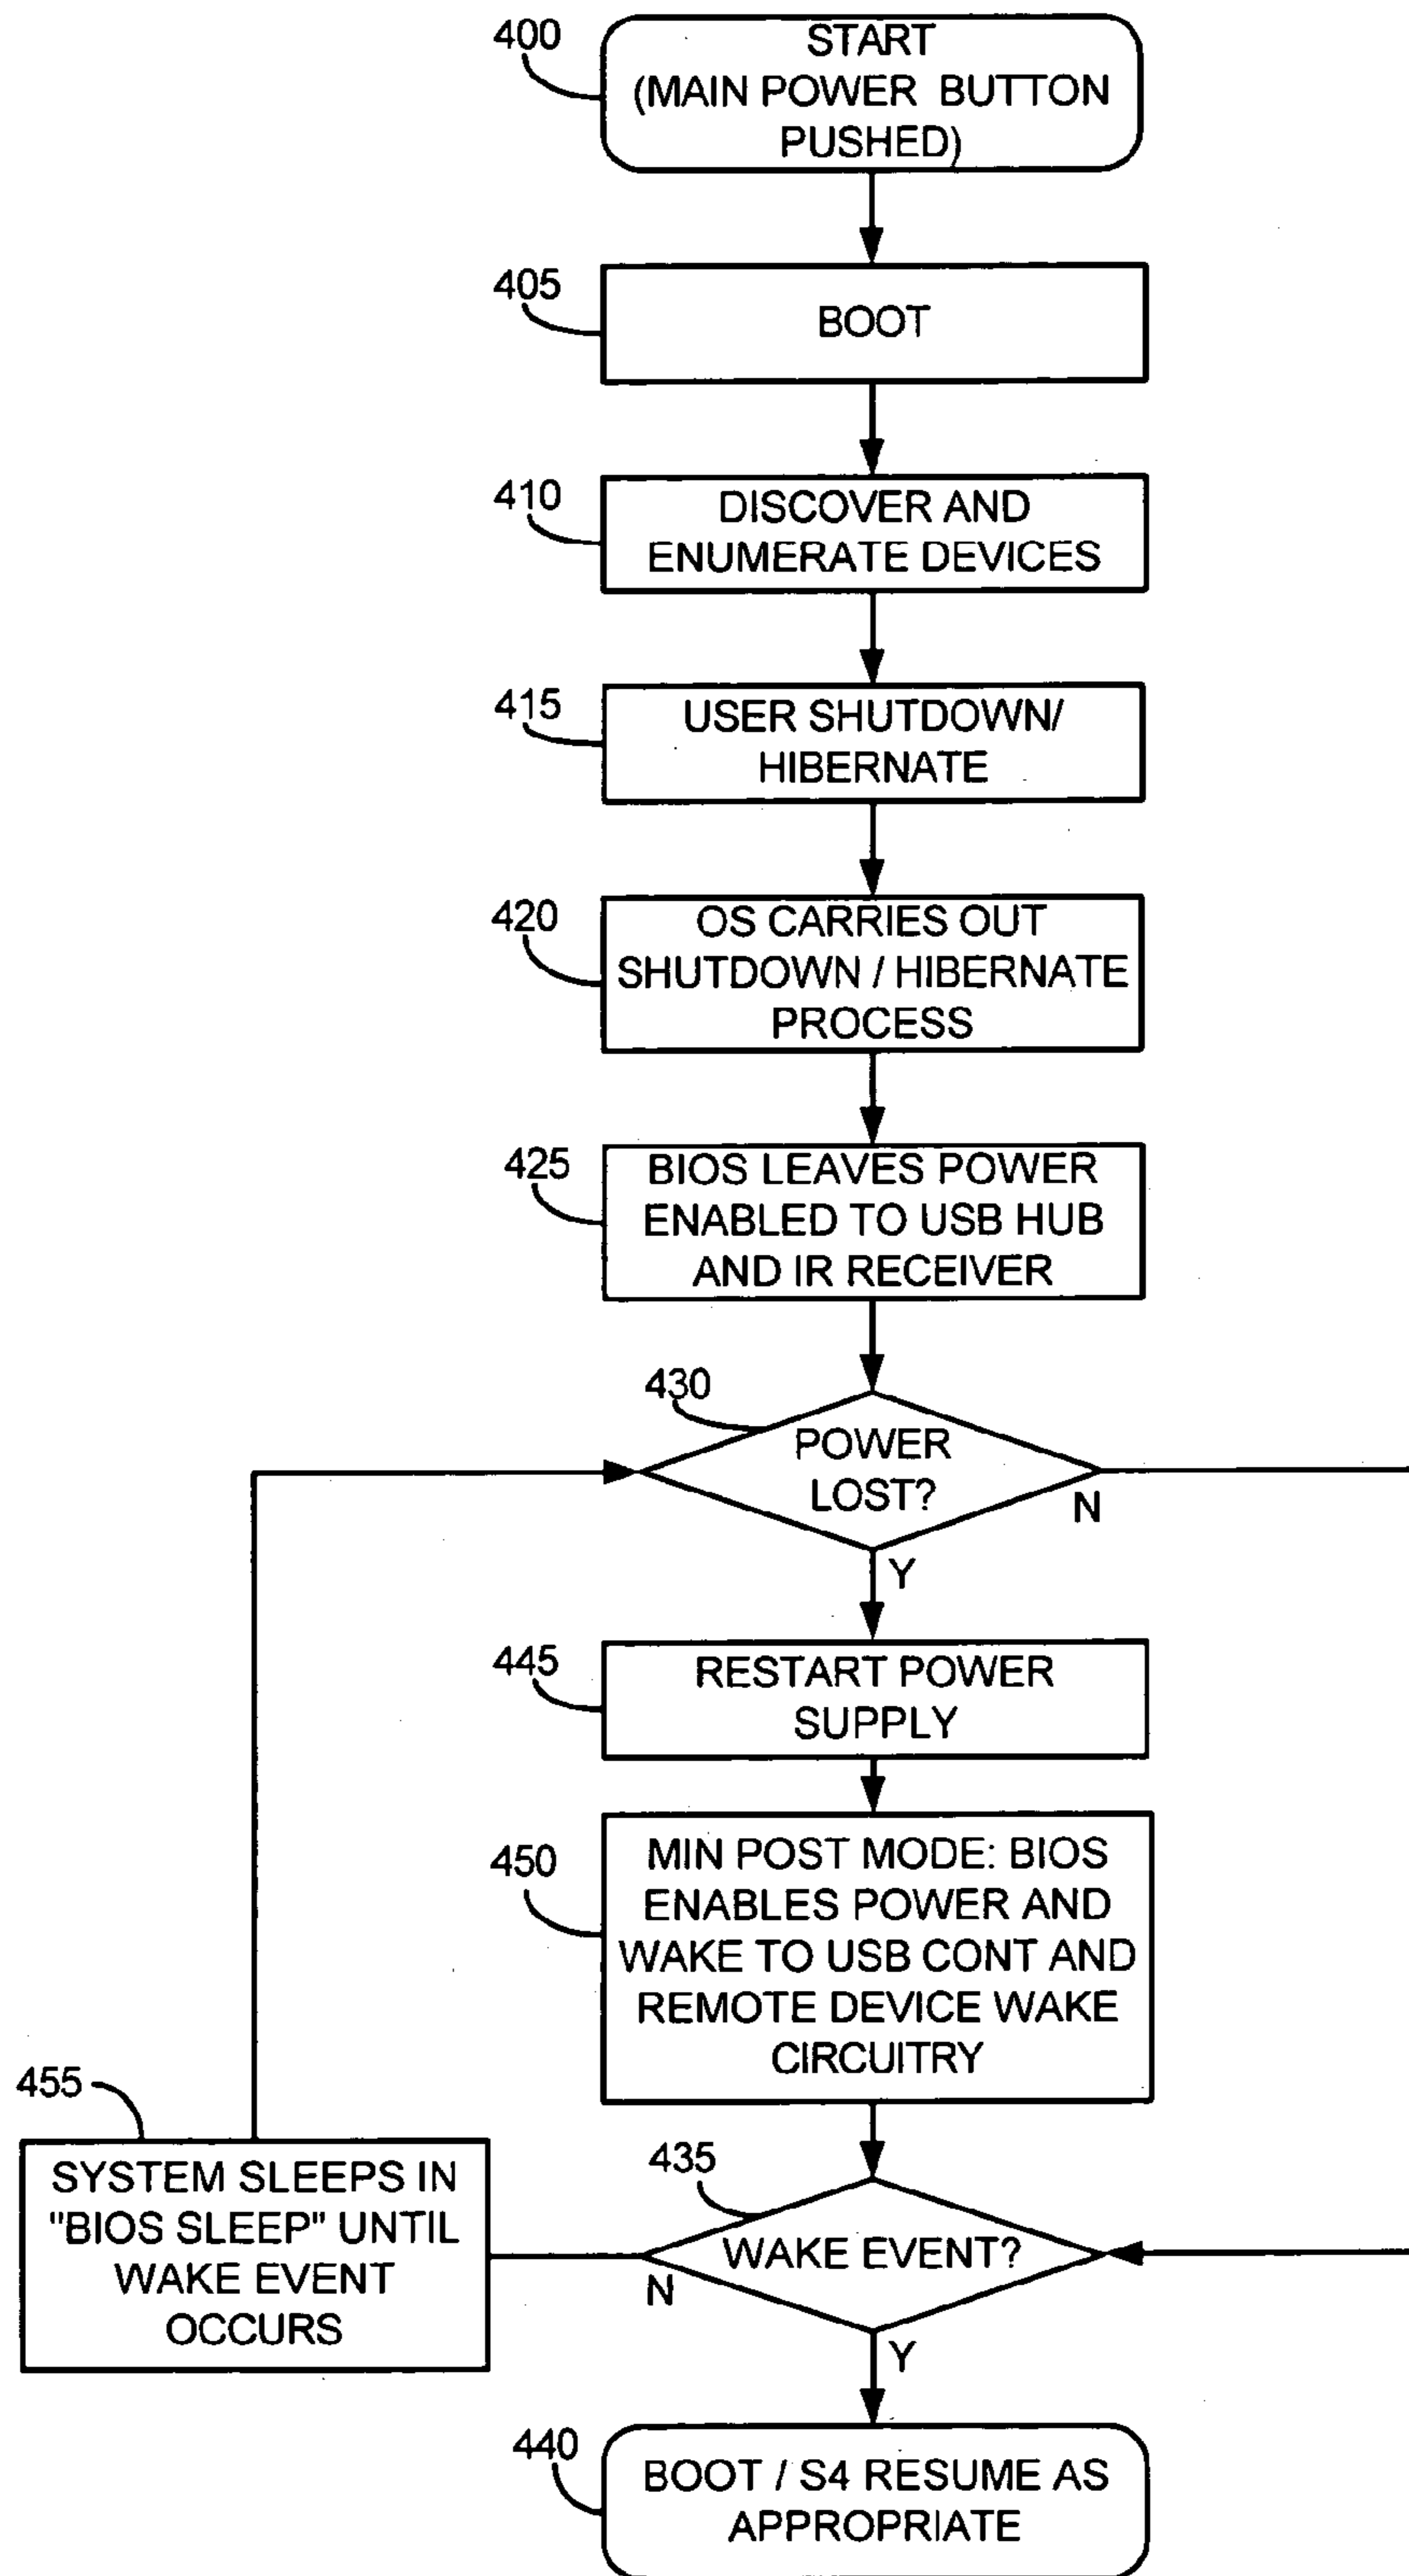 400
START
(MAIN POWER BUTTON
PUSHED)
405
BOOT
410
DISCOVER AND
ENUMERATE DEVICES
415
USER SHUTDOWN/
HIBERNATE
420
OS CARRIES OUT
SHUTDOWN / HIBERNATE
PROCESS
425
BIOS LEAVES POWER
ENABLED TO USB HUB
AND IR RECEIVER
430
POWER
LOST?
N
Y
445
RESTART POWER
SUPPLY
450
MIN POST MODE: BIOS
ENABLES POWER AND
WAKE TO USB CONT AND
REMOTE DEVICE WAKE
CIRCUITRY
455
SYSTEM SLEEPS IN
"BIOS SLEEP" UNTIL
WAKE EVENT
OCCURS
435
WAKE EVENT?
N
Y
440
BOOT / S4 RESUME AS
APPROPRIATE